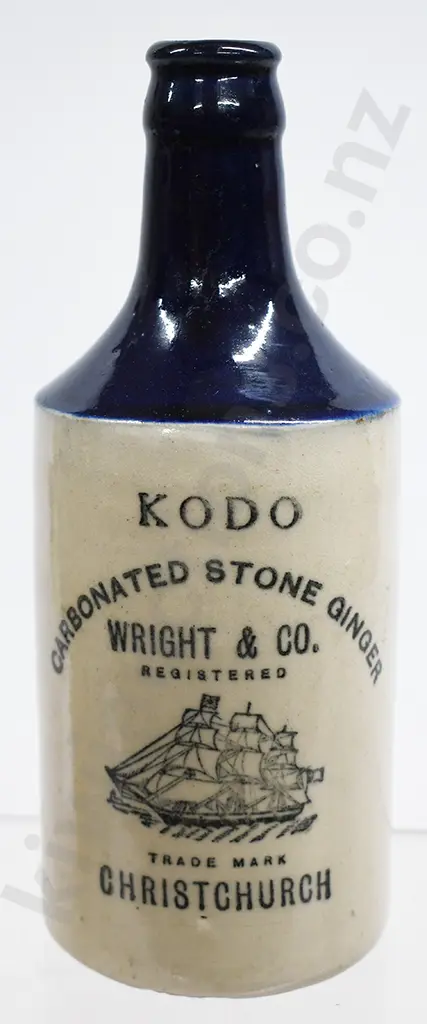 KODO
CARBONATED STONE GINGER
WRIGHT & CO.
REGISTERED
TRADE MARK
CHRISTCHURCH